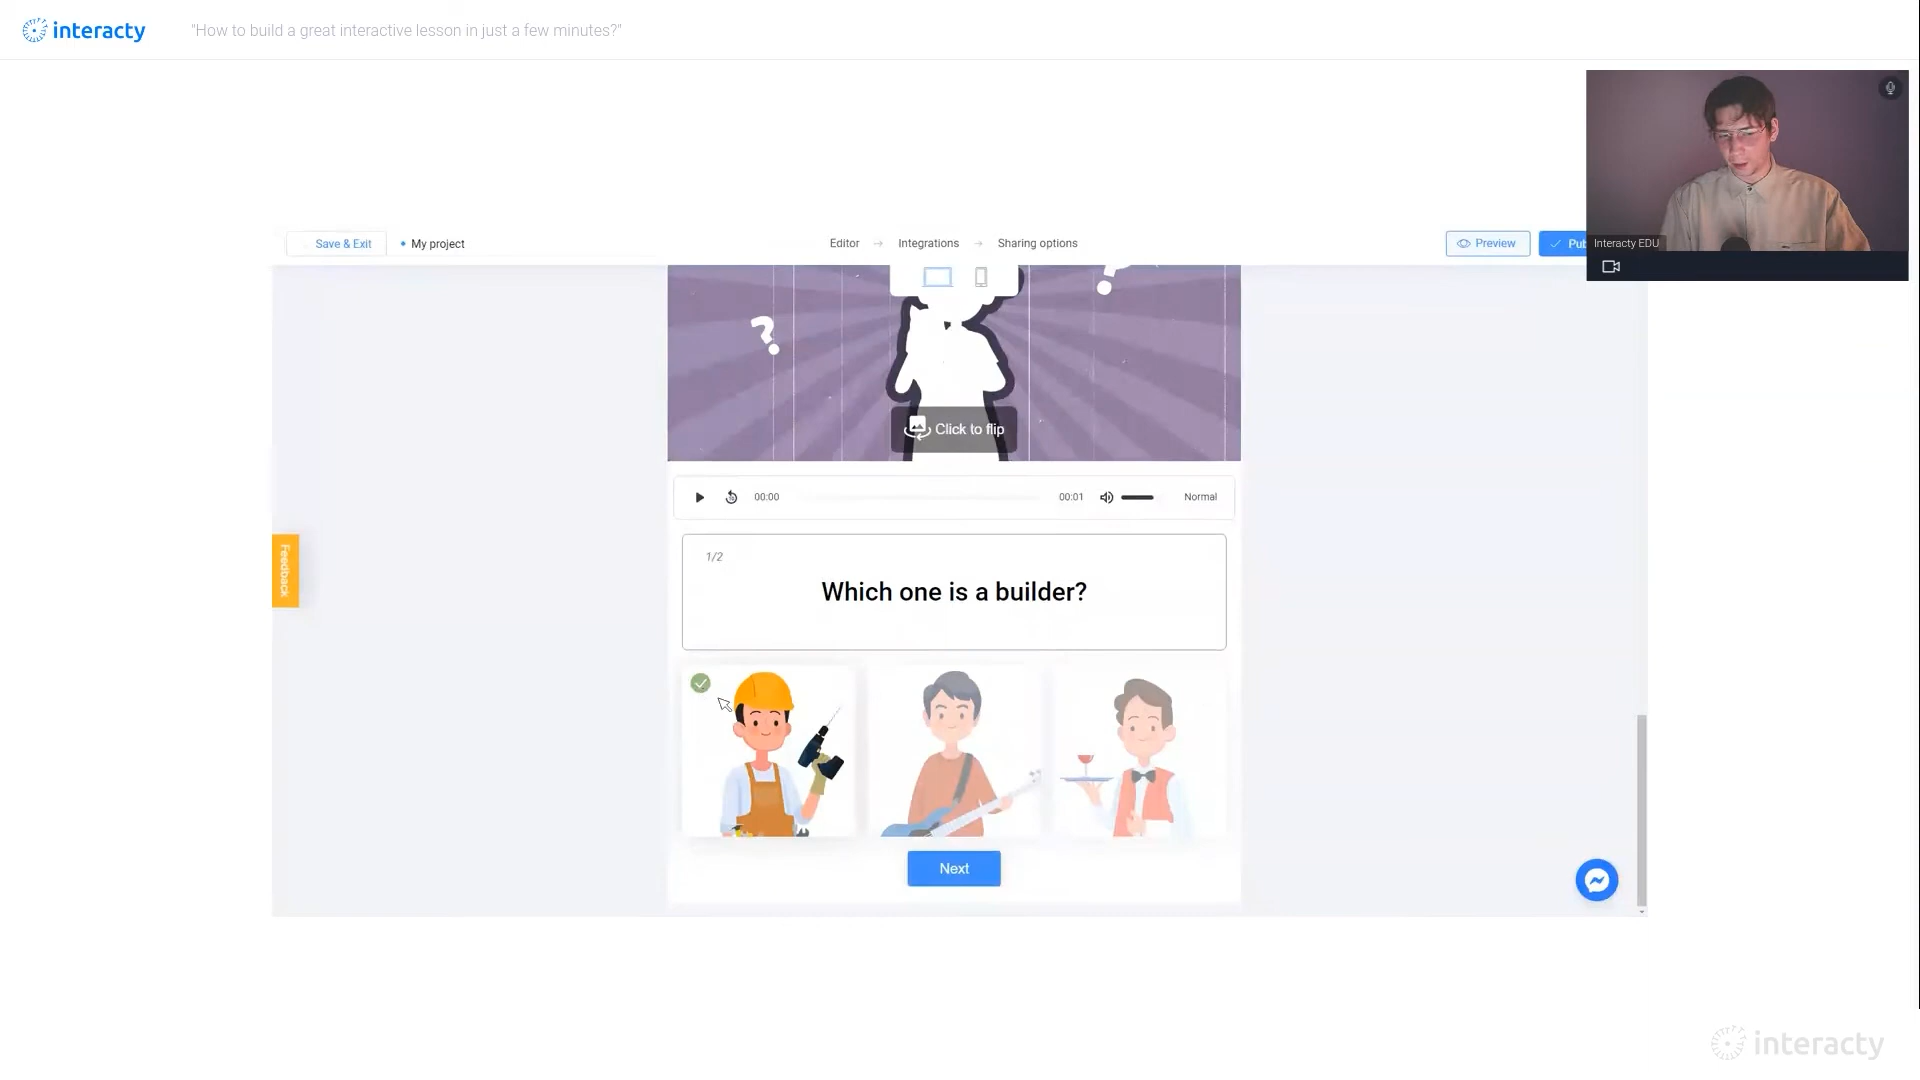 interacty
"How to build a great interactive lesson in just a few minutes?"
Save & Exit
My project
Editor
Integrations
Sharing options
Preview
Pub
Interacty EDU
?
?
Click to flip
00:00
00:01
Normal
Feedback
1/2
Which one is a builder?
Next
interacty